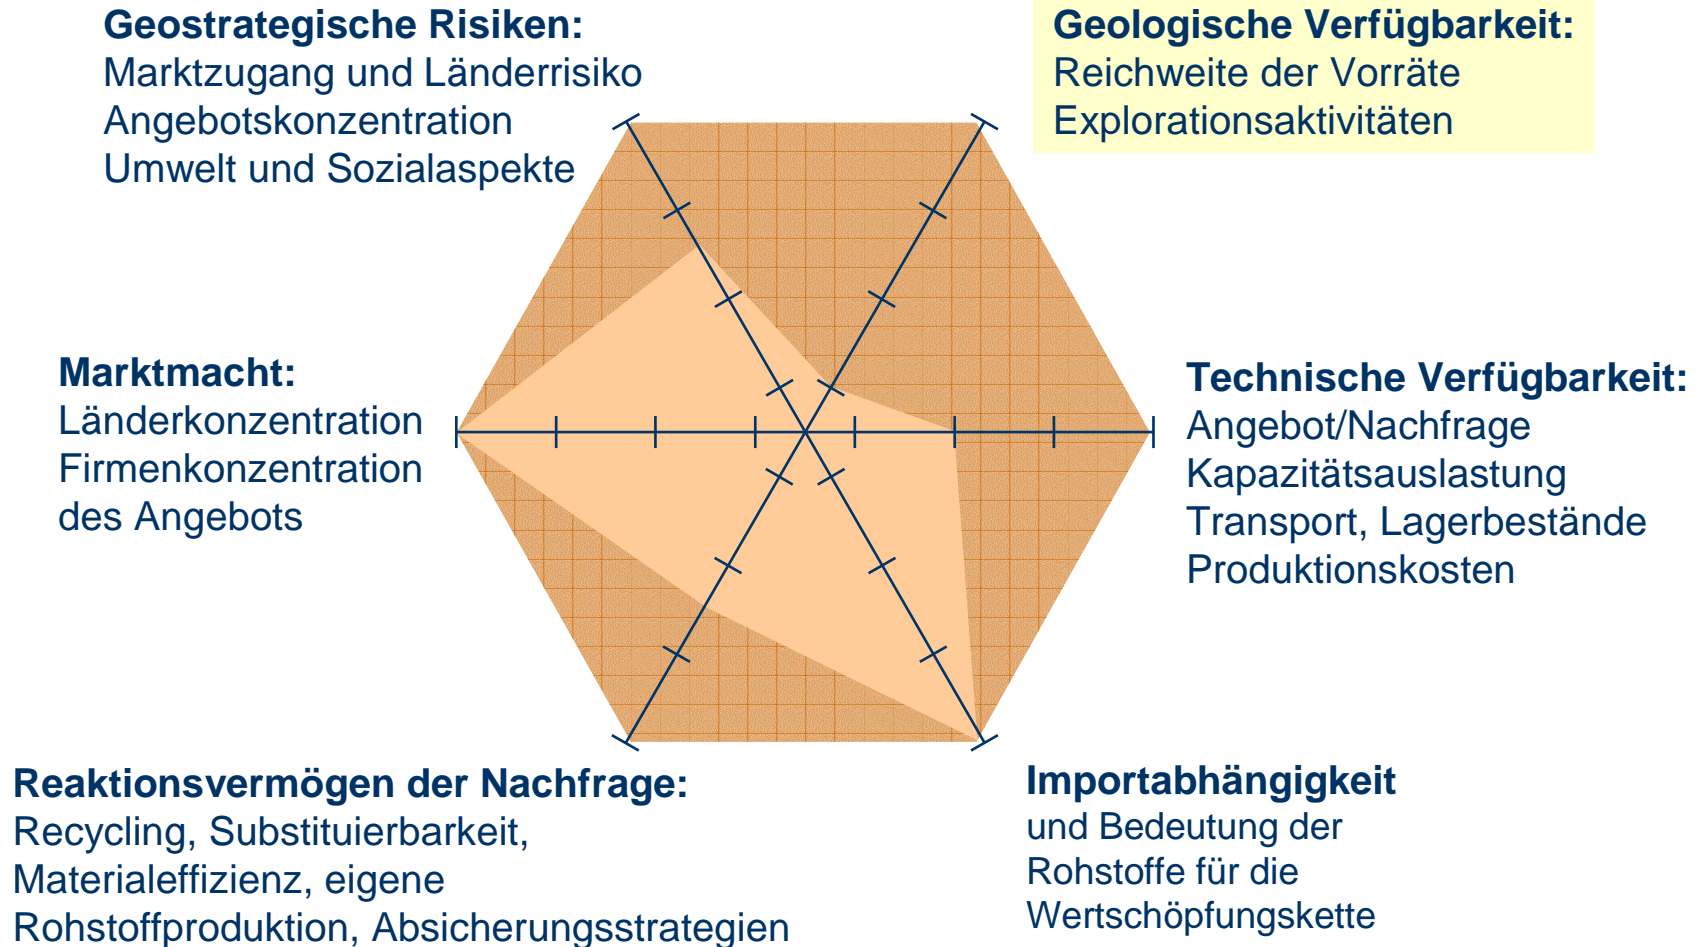 Geostrategische Risiken:
Marktzugang und Länderrisiko
Angebotskonzentration
Umwelt und Sozialaspekte
Geologische Verfügbarkeit:
Reichweite der Vorräte
Explorationsaktivitäten
Marktmacht:
Länderkonzentration
Firmenkonzentration
des Angebots
Technische Verfügbarkeit:
Angebot/Nachfrage
Kapazitätsauslastung
Transport, Lagerbestände
Produktionskosten
Reaktionsvermögen der Nachfrage:
Recycling, Substituierbarkeit,
Materialeffizienz, eigene
Rohstoffproduktion, Absicherungsstrategien
Importabhängigkeit
und Bedeutung der
Rohstoffe für die
Wertschöpfungskette